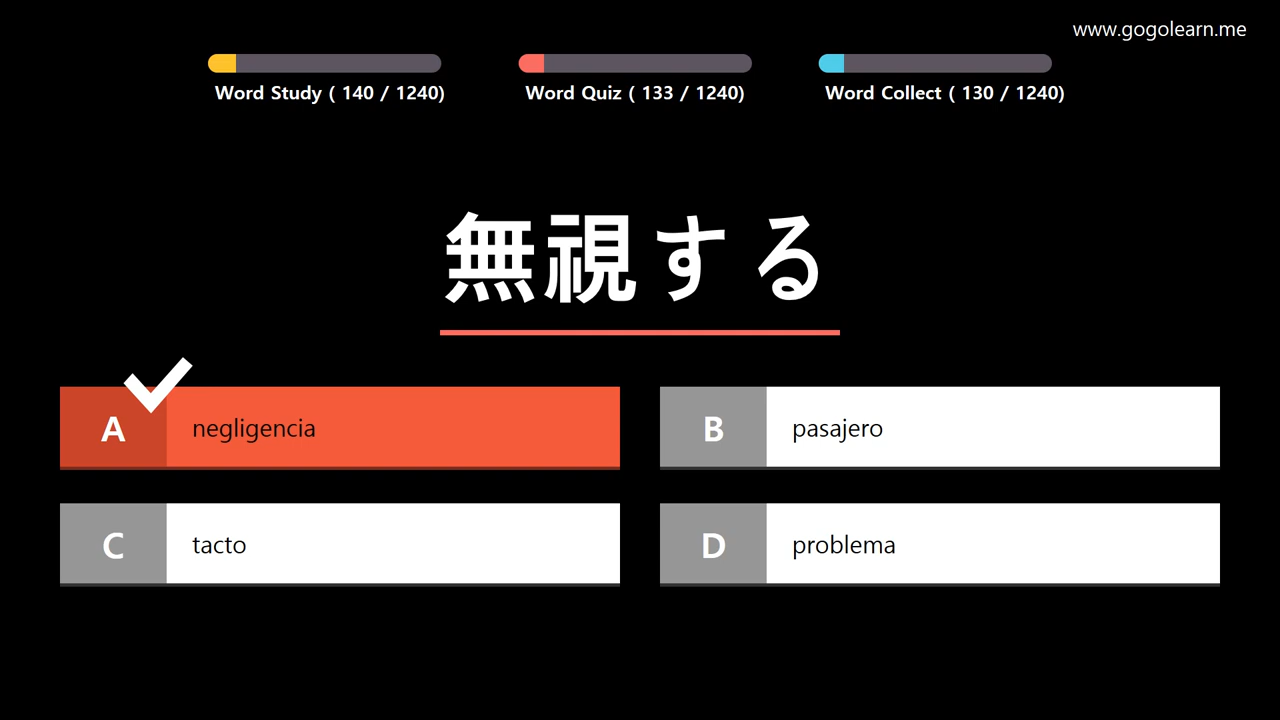 www.gogolearn.me
Word Study ( 140 / 1240)
Word Quiz ( 133 / 1240)
Word Collect ( 130 / 1240)
無視する
A negligencia
B pasajero
C tacto
D problema